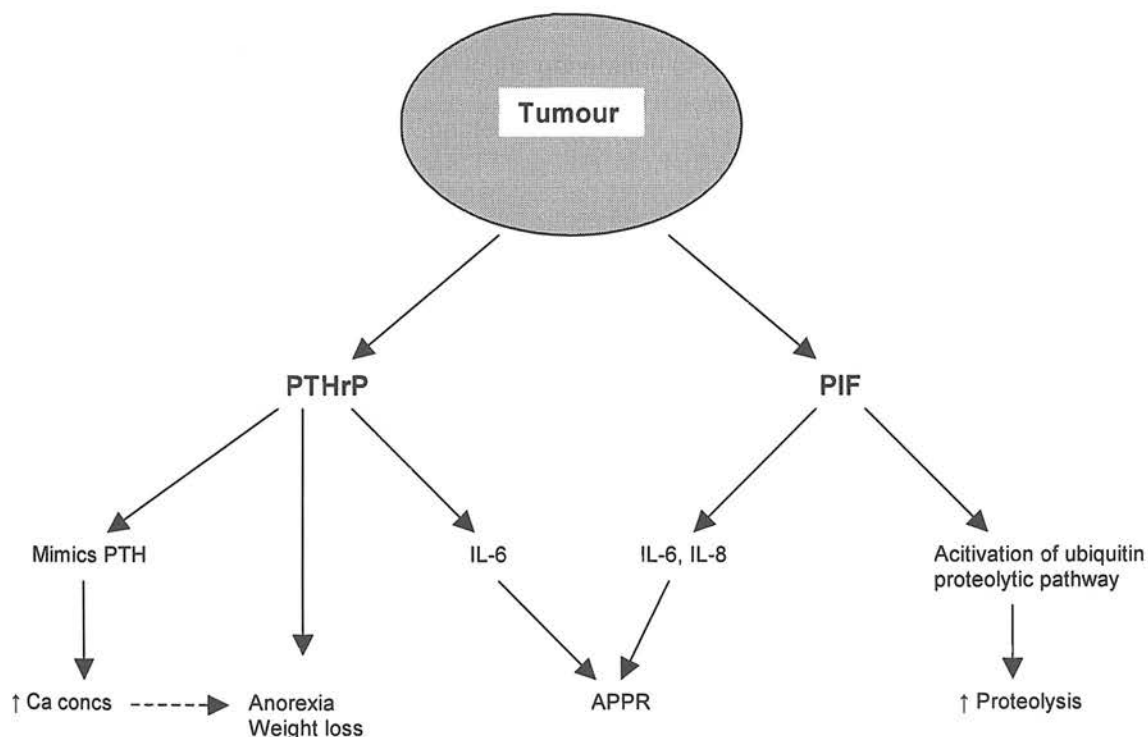 Tumour
PTHrP
PIF
Mimics PTH
IL-6
IL-6, IL-8
Acitivation of ubiquitin
proteolytic pathway
↑ Ca concs
Anorexia
Weight loss
APPR
↑ Proteolysis